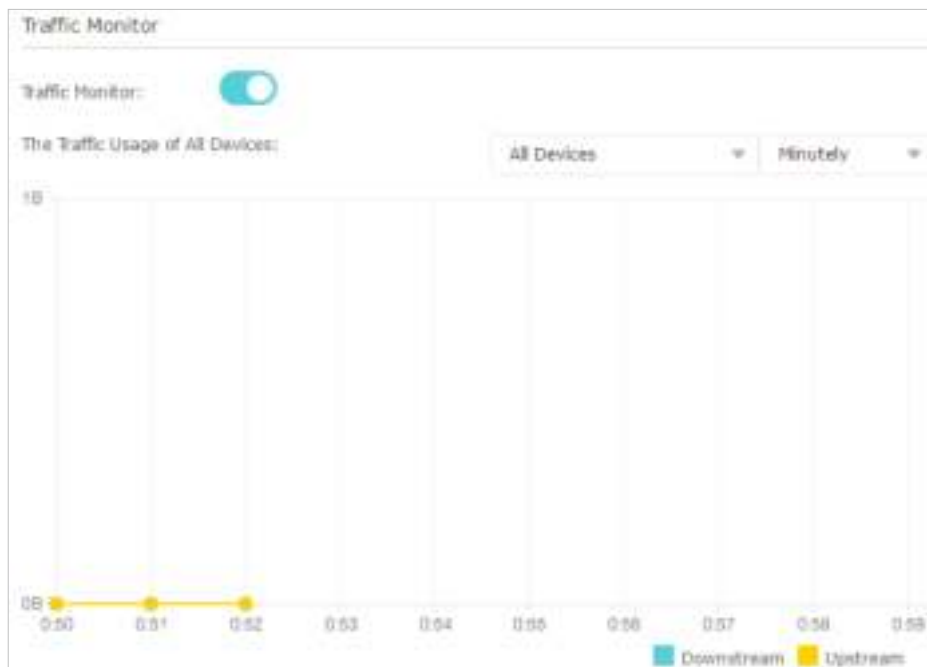 Traffic Monitor
Traffic Monitor:
The Traffic Usage of All Devices:
All Devices
Minutely
1B
0B
0:50 0:51 0:52 0:53 0:54 0:55 0:56 0:57 0:58 0:59
Downstream Upstream